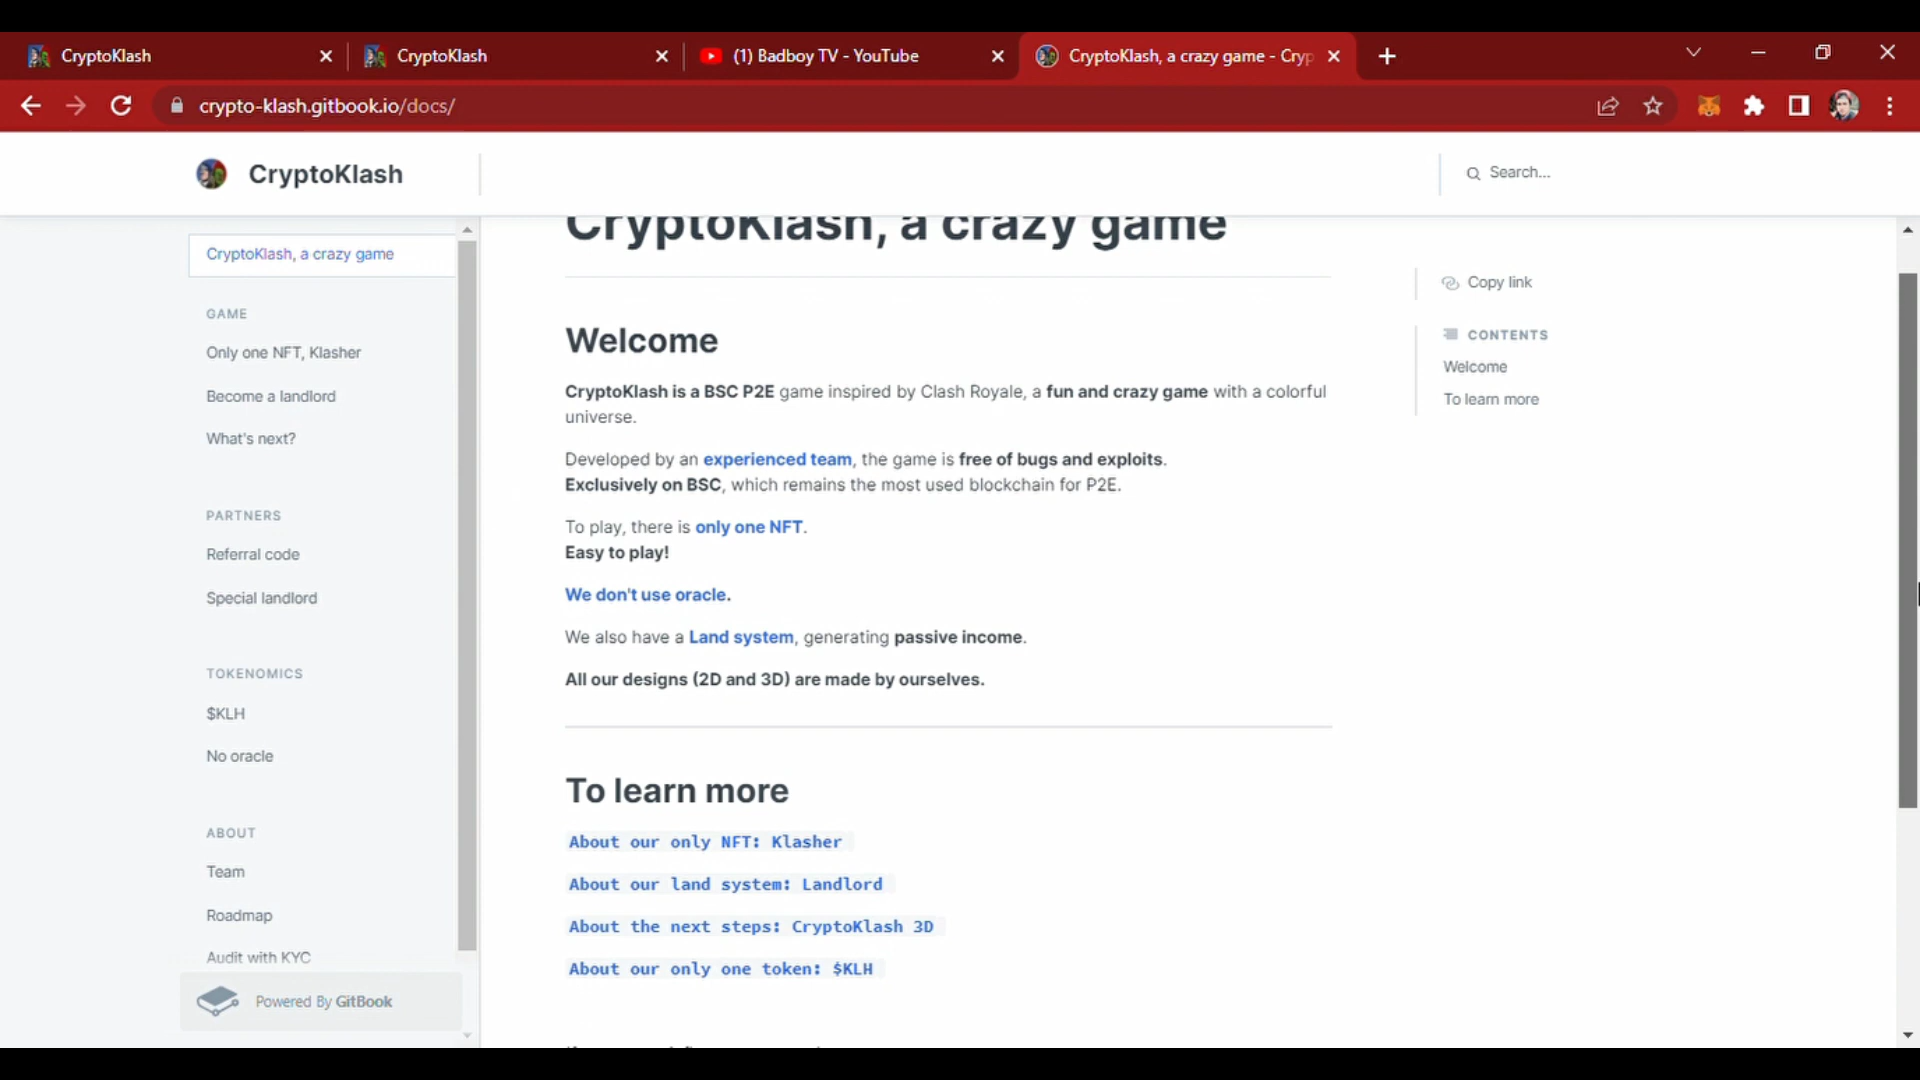 CryptoKlash
CryptoKlash
(1) Badboy TV - YouTube
CryptoKlash, a crazy game - Cryp
crypto-klash.gitbook.io/docs/
CryptoKlash
Search...
CryptoKlash, a crazy game
GAME
Only one NFT, Klasher
Become a landlord
What's next?
PARTNERS
Referral code
Special landlord
TOKENOMICS
$KLH
No oracle
ABOUT
Team
Roadmap
Audit with KYC
Powered By GitBook
CryptoKlash, a crazy game
Welcome
CryptoKlash is a BSC P2E game inspired by Clash Royale, a fun and crazy game with a colorful
universe.
Developed by an experienced team, the game is free of bugs and exploits.
Exclusively on BSC, which remains the most used blockchain for P2E.
To play, there is only one NFT.
Easy to play!
We don't use oracle.
We also have a Land system, generating passive income.
All our designs (2D and 3D) are made by ourselves.
To learn more
About our only NFT: Klasher
About our land system: Landlord
About the next steps: CryptoKlash 3D
About our only one token: $KLH
Copy link
CONTENTS
Welcome
To learn more